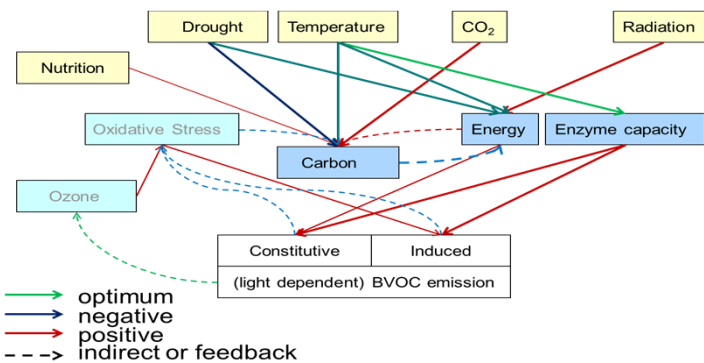 Drought
Temperature
CO₂
Radiation
Nutrition
Oxidative Stress
Energy
Enzyme capacity
Carbon
Ozone
Constitutive
Induced
(light dependent) BVOC emission
optimum
negative
positive
indirect or feedback